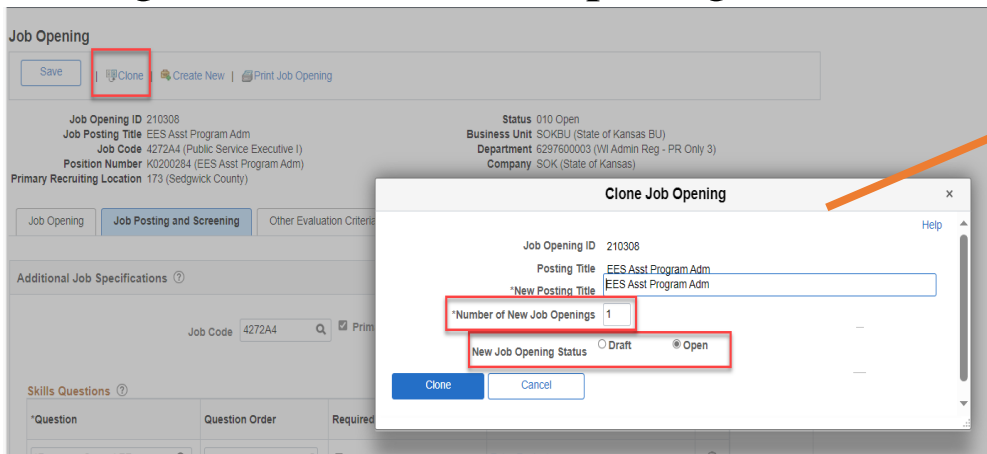 Job Opening
Save | Clone | Create New | Print Job Opening
Job Opening ID 210308
Status 010 Open
Job Posting Title EES Asst Program Adm
Business Unit SOKBU (State of Kansas BU)
Job Code 4272A4 (Public Service Executive I)
Department 6297600003 (WI Admin Reg - PR Only 3)
Position Number K0200284 (EES Asst Program Adm)
Company SOK (State of Kansas)
Primary Recruiting Location 173 (Sedgwick County)
Job Opening Job Posting and Screening Other Evaluation Criteria
Clone Job Opening ×
Help
Job Opening ID 210308
Posting Title EES Asst Program Adm
*New Posting Title EES Asst Program Adm
*Number of New Job Openings 1
New Job Opening Status Draft Open
Clone Cancel
Additional Job Specifications
Job Code 4272A4 Prim
Skills Questions
*Question Question Order Required